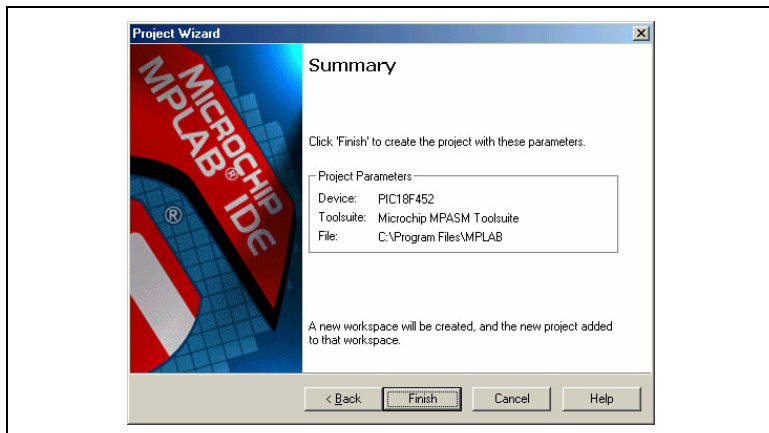 Project Wizard
MICROCHIP
MPLAB® IDE
®
Summary
Click 'Finish' to create the project with these parameters.
Project Parameters
Device: PIC18F452
Toolsuite: Microchip MPASM Toolsuite
File: C:\Program Files\MPLAB
A new workspace will be created, and the new project added
to that workspace.
< Back Finish Cancel Help